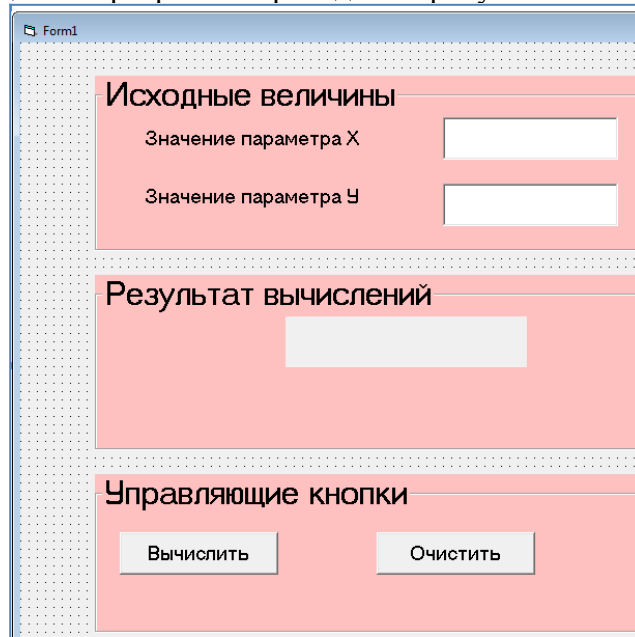 Form1
Исходные величины
Значение параметра X
Значение параметра У
Результат вычислений
Управляющие кнопки
Вычислить Очистить